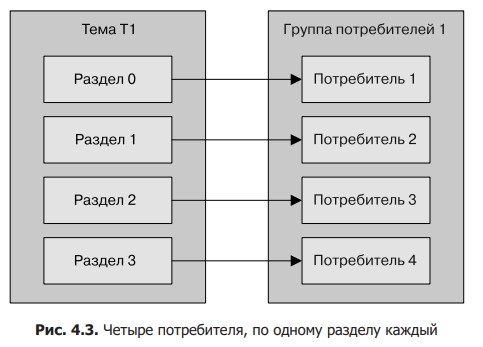 Тема T1
Группа потребителей 1
Раздел 0
Потребитель 1
Раздел 1
Потребитель 2
Раздел 2
Потребитель 3
Раздел 3
Потребитель 4
Рис. 4.3. Четыре потребителя, по одному разделу каждый